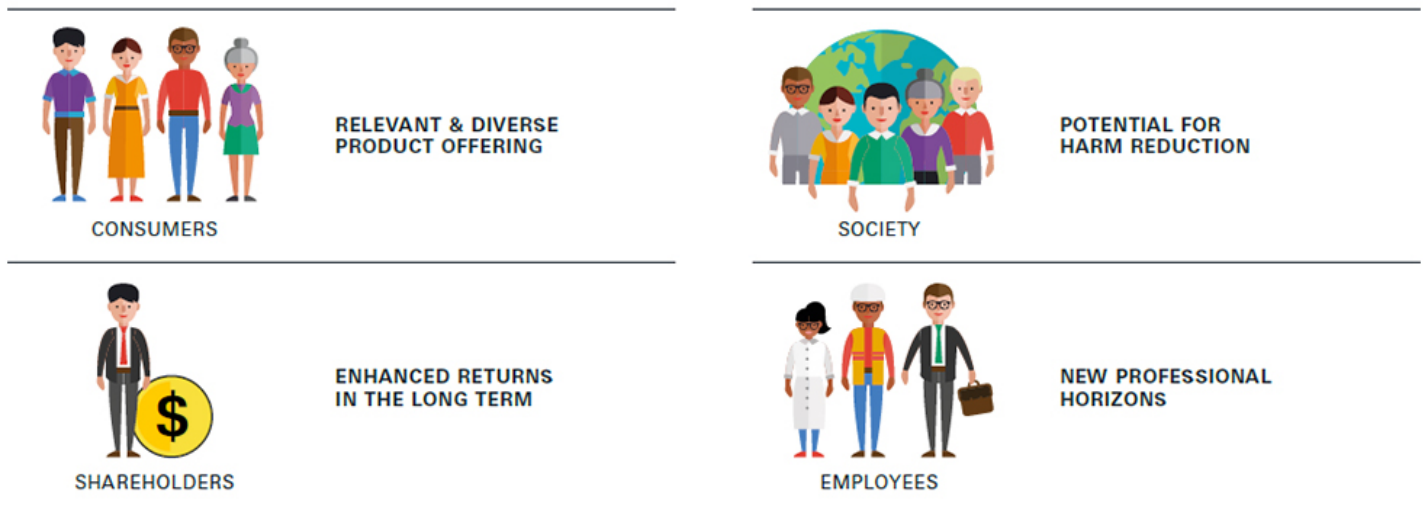 RELEVANT & DIVERSE
PRODUCT OFFERING
CONSUMERS
POTENTIAL FOR
HARM REDUCTION
SOCIETY
ENHANCED RETURNS
IN THE LONG TERM
$
SHAREHOLDERS
NEW PROFESSIONAL
HORIZONS
EMPLOYEES